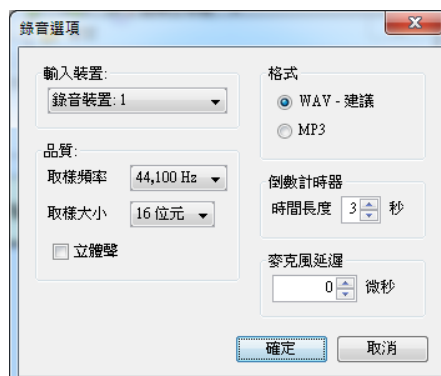 錄音選項
輸入裝置:
錄音裝置: 1
品質:
取樣頻率 44,100 Hz
取樣大小 16 位元
立體聲
格式
WAV - 建議
MP3
倒數計時器
時間長度 3 秒
麥克風延遲
0 微秒
確定 取消